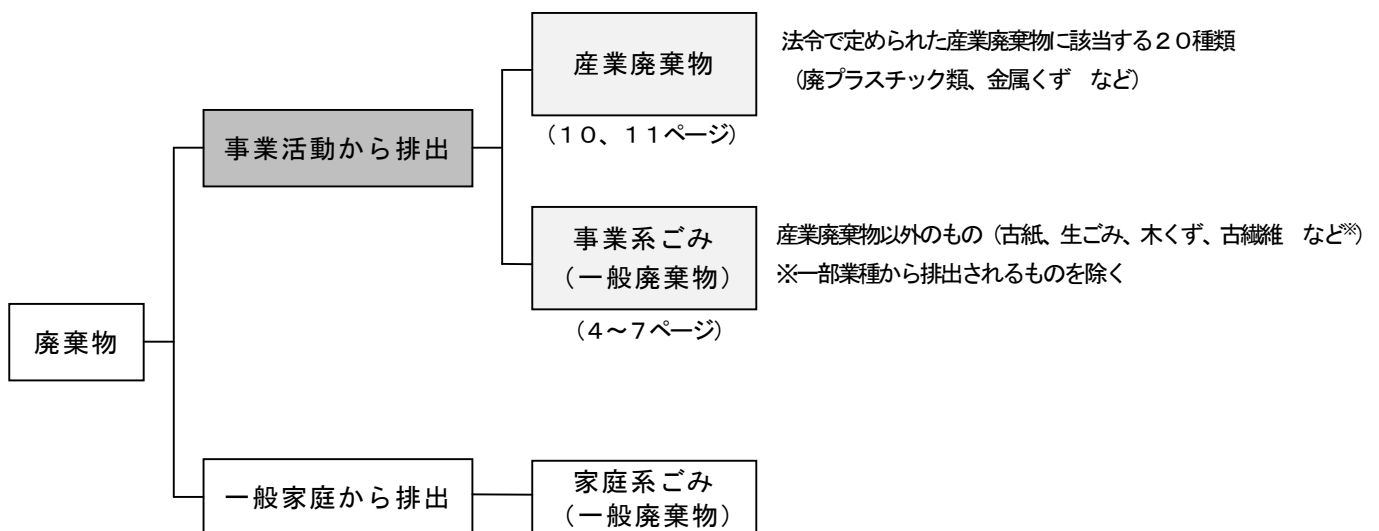 産業廃棄物
法令で定められた産業廃棄物に該当する20種類
（廃プラスチック類、金属くず　など）
（10、11ページ）
事業活動から排出
事業系ごみ
（一般廃棄物）
産業廃棄物以外のもの（古紙、生ごみ、木くず、古繊維　など※）
※一部業種から排出されるものを除く
（4～7ページ）
廃棄物
一般家庭から排出
家庭系ごみ
（一般廃棄物）